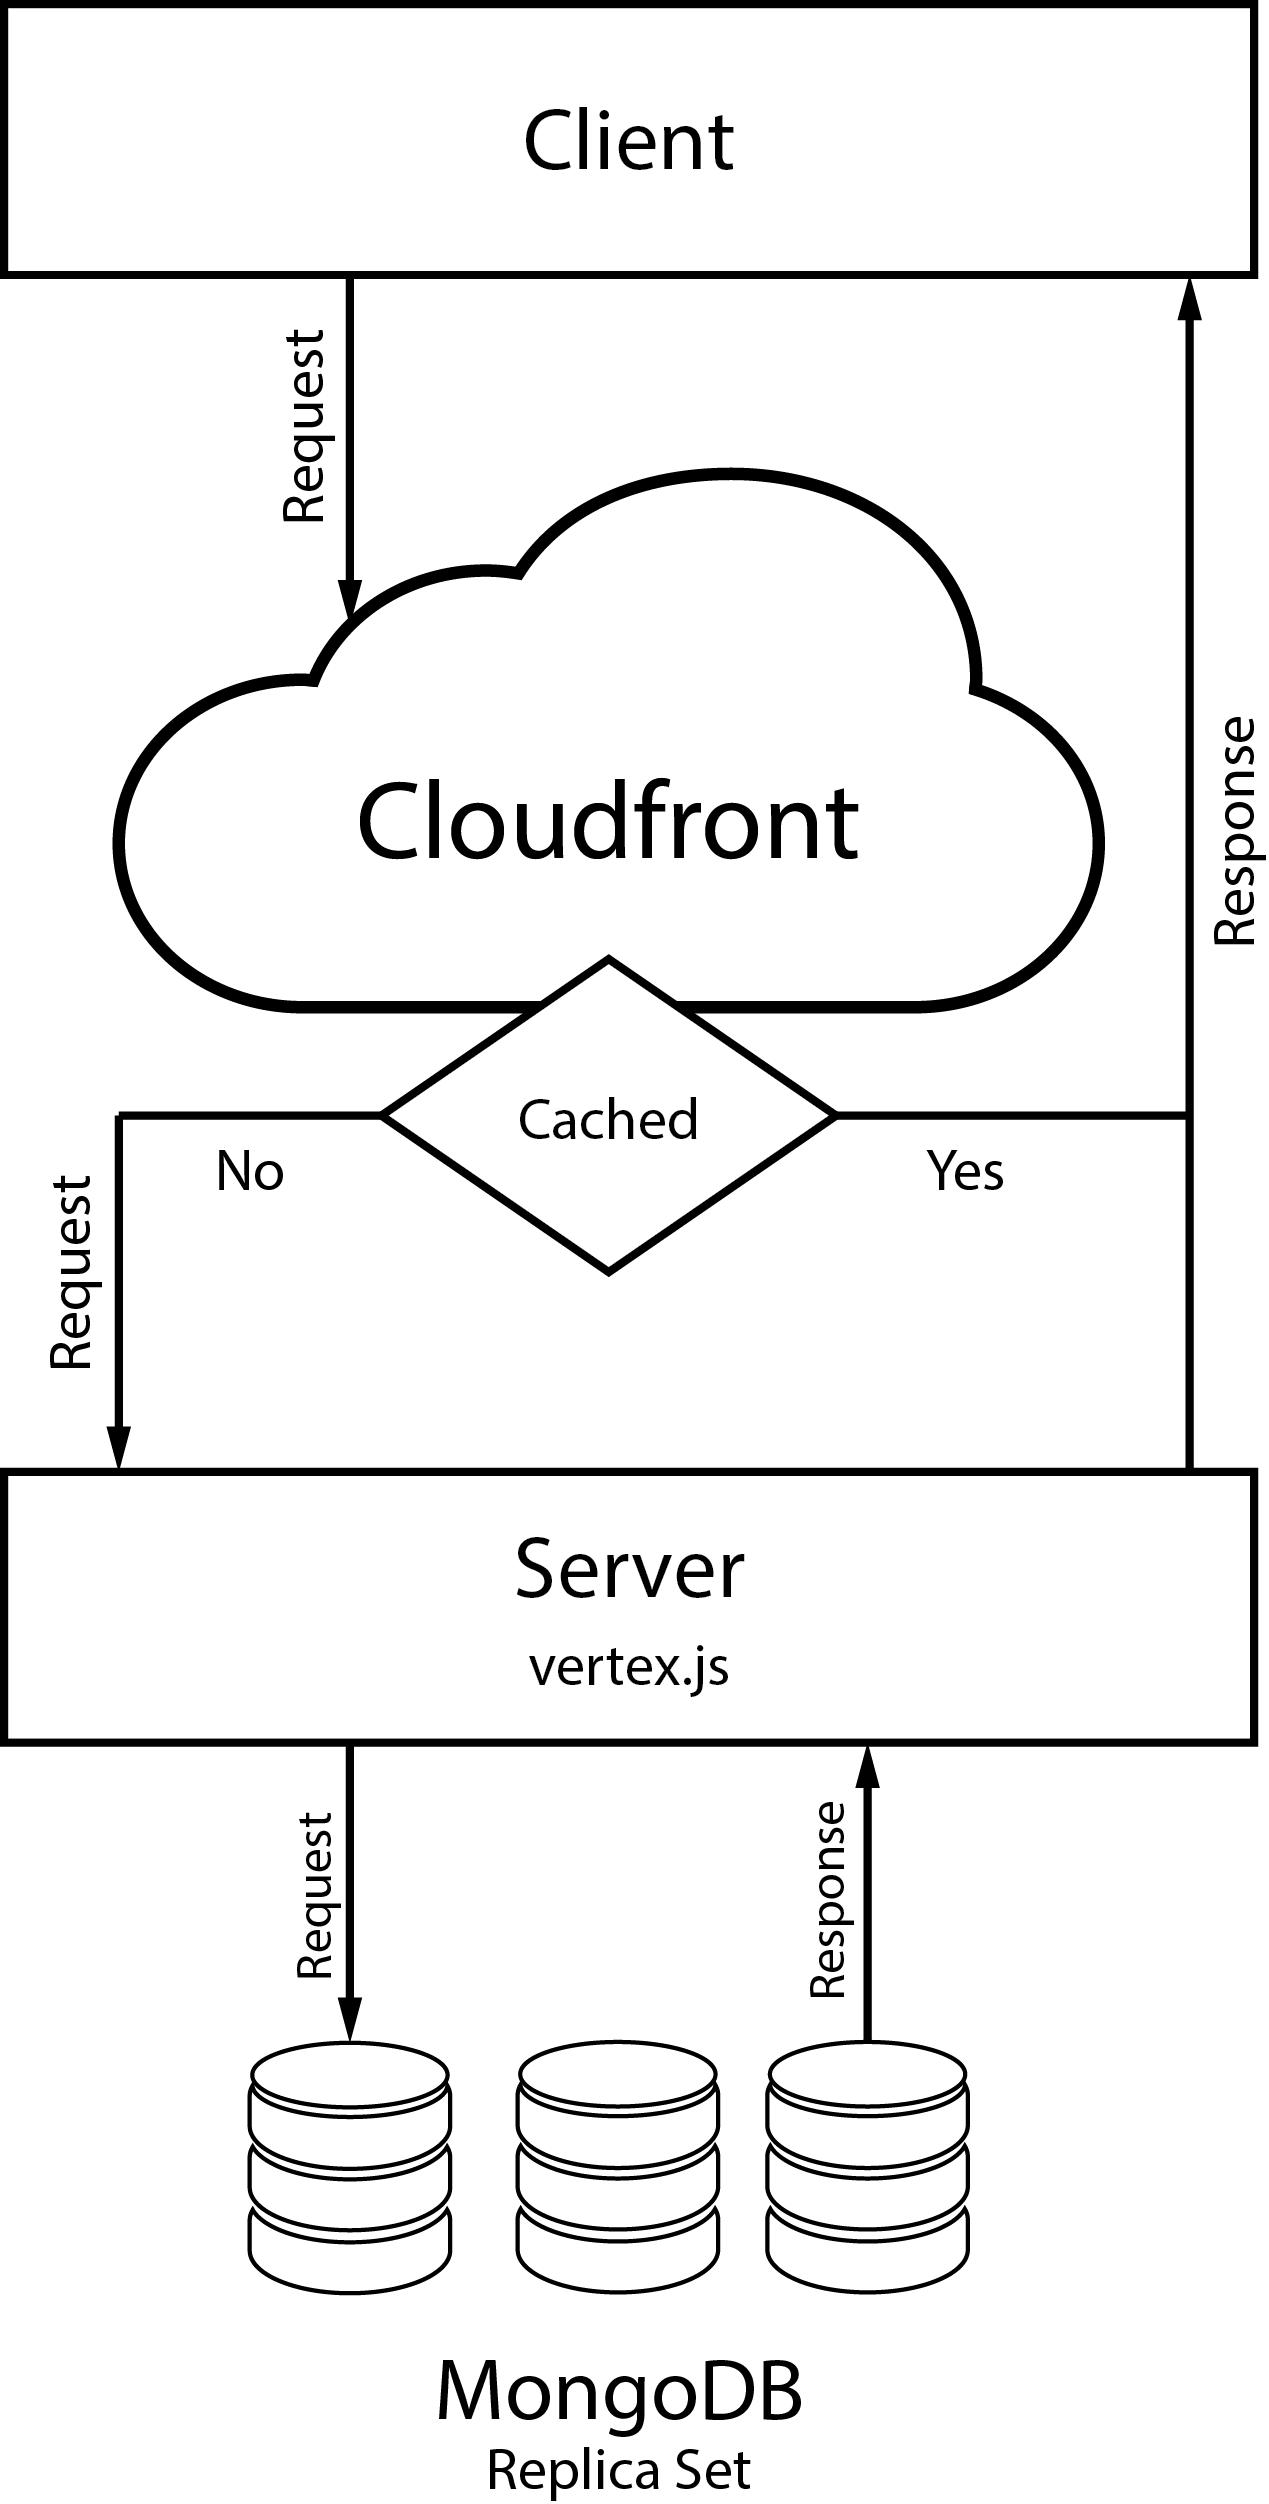 Client
Request
Cloudfront
Response
Cached
No
Yes
Request
Server
vertex.js
Request
Response
MongoDB
Replica Set